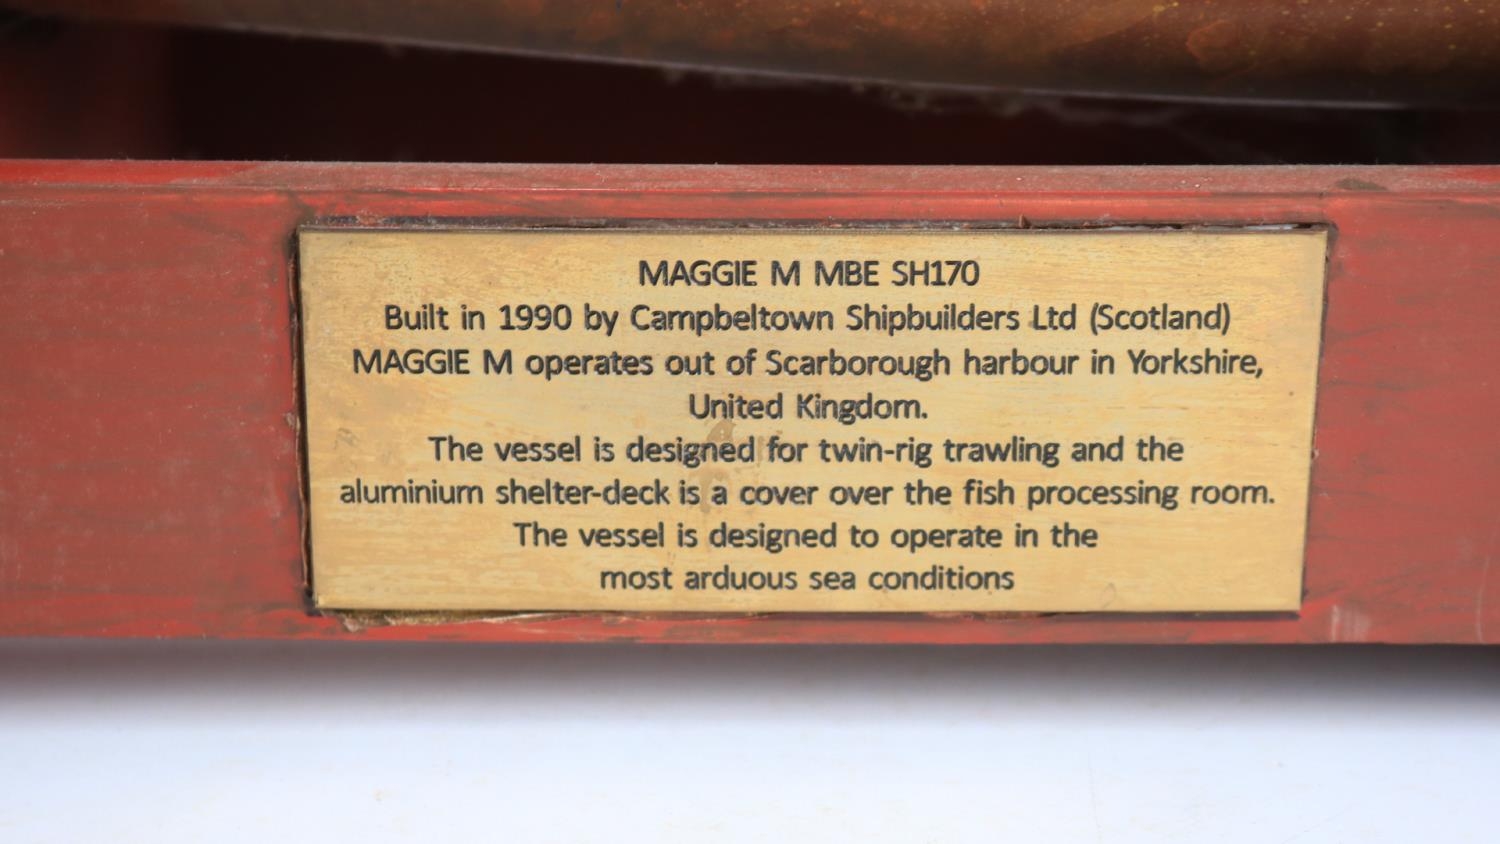 MAGGIE M MBE SH170
Built in 1990 by Campbeltown Shipbuilders Ltd (Scotland)
MAGGIE M operates out of Scarborough harbour in Yorkshire,
United Kingdom.
The vessel is designed for twin-rig trawling and the
aluminium shelter-deck is a cover over the fish processing room.
The vessel is designed to operate in the
most arduous sea conditions